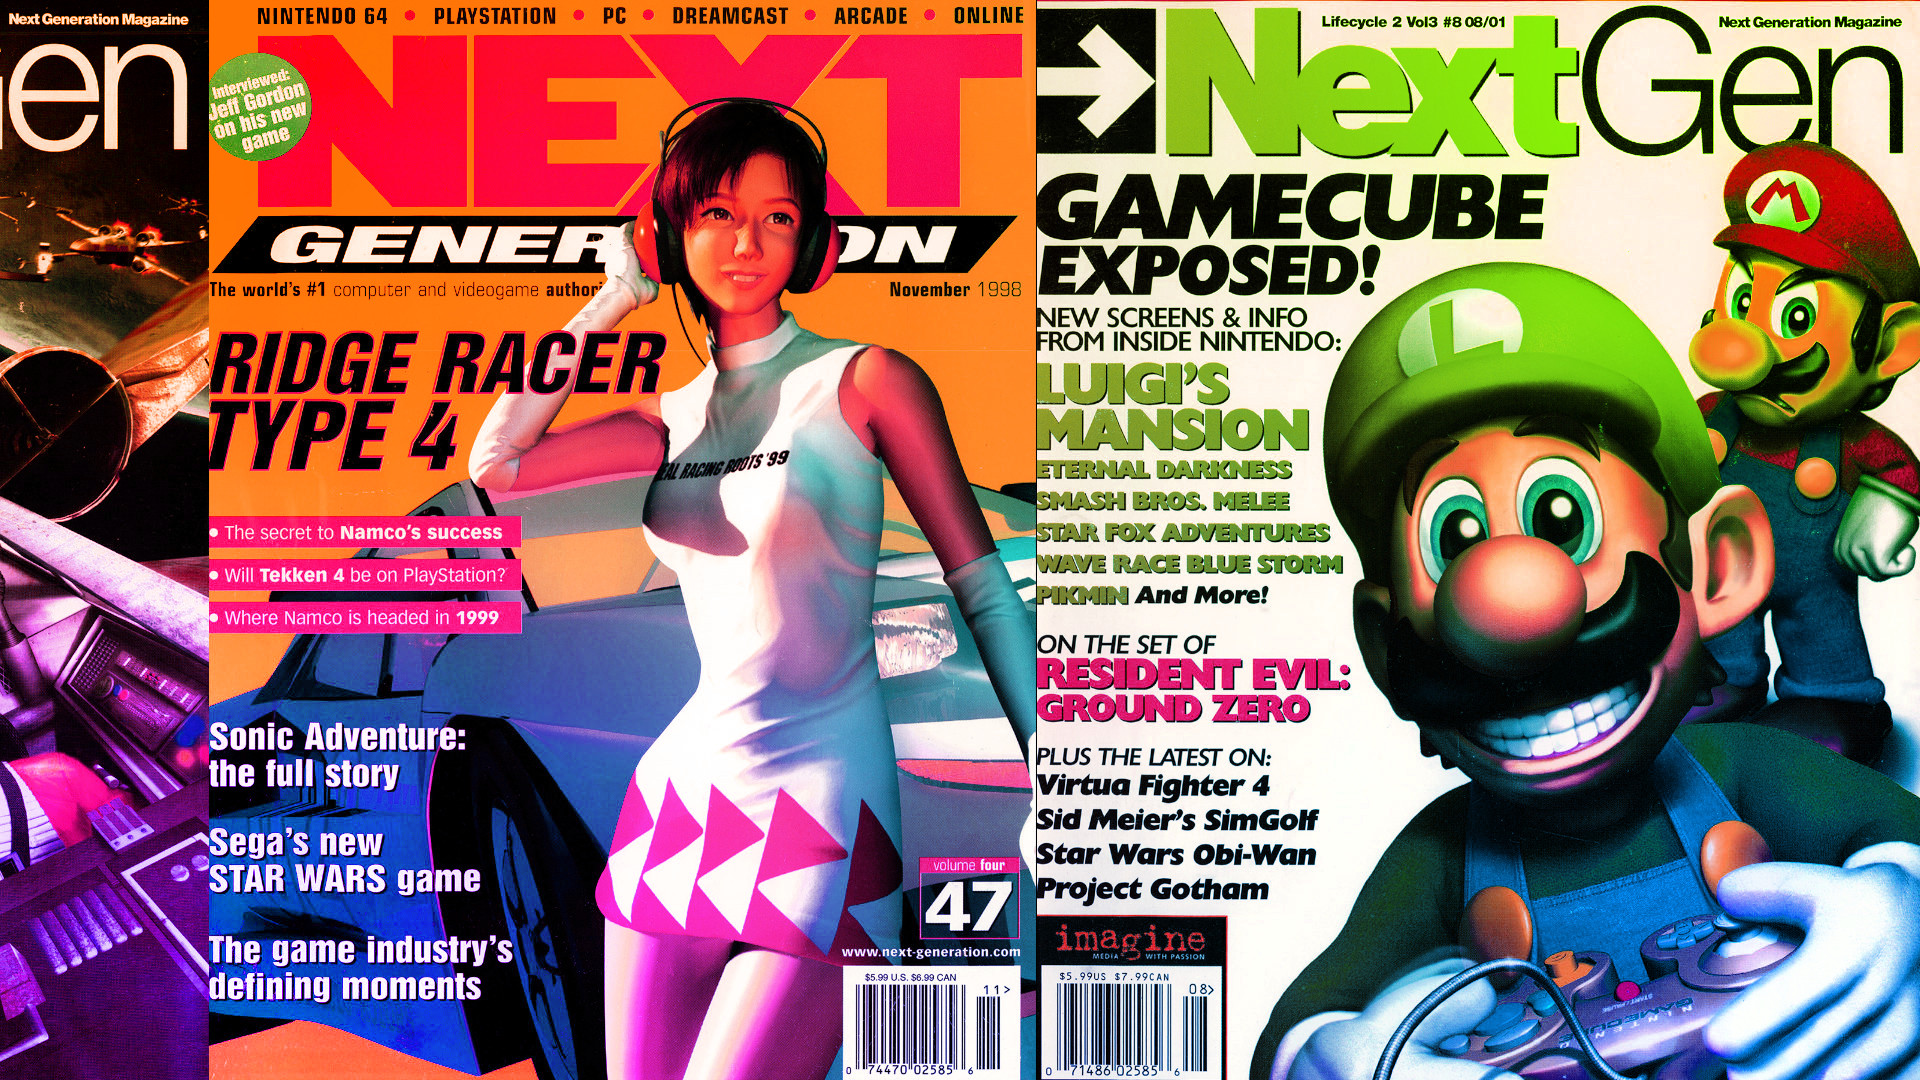 Next Generation Magazine
en
NINTENDO 64 • PLAYSTATION • PC • DREAMCAST • ARCADE • ONLINE
Interviewed:
Jeff Gordon
on his new
game
NEXT
GENER ON
The world's #1 computer and videogame authori
November 1998
RIDGE RACER
TYPE 4
EAL RACING ROOTS '99
• The secret to Namco's success
• Will Tekken 4 be on PlayStation?
• Where Namco is headed in 1999
Sonic Adventure:
the full story
Sega's new
STAR WARS game
The game industry's
defining moments
volume four
47
www.next-generation.com
$5.99 U.S. $6.99 CAN
11>
0 74470 02585 6
Lifecycle 2 Vol3 #8 08/01
Next Generation Magazine
NextGen
GAMECUBE
EXPOSED!
NEW SCREENS & INFO
FROM INSIDE NINTENDO:
LUIGI'S
MANSION
ETERNAL DARKNESS
SMASH BROS. MELEE
STAR FOX ADVENTURES
WAVE RACE BLUE STORM
PIKMIN And More!
ON THE SET OF
RESIDENT EVIL:
GROUND ZERO
PLUS THE LATEST ON:
Virtua Fighter 4
Sid Meier's SimGolf
Star Wars Obi-Wan
Project Gotham
imagine
MEDIA WITH PASSION
$5.99US $7.99CAN
08>
0 71486 02585 6
M
L
START/PAUSE